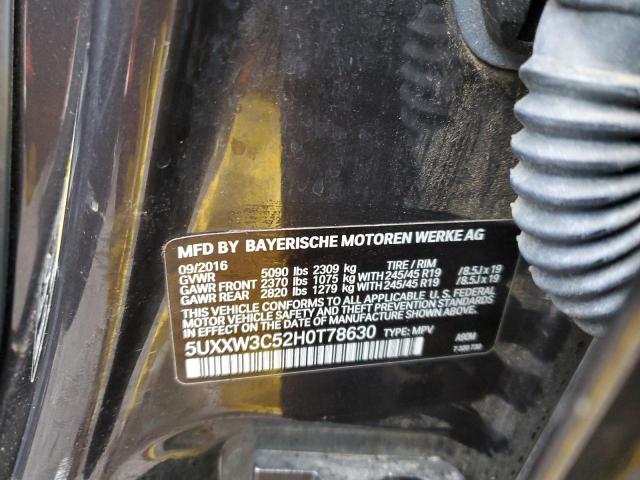 MFD BY BAYERISCHE MOTOREN WERKE AG
09/2016 TIRE / RIM
GVWR 5090 lbs 2309 kg
GAWR FRONT 2370 lbs 1075 kg WITH 245/45 R19 /8.5J x 19
GAWR REAR 2820 lbs 1279 kg WITH 245/45 R19 /8.5J x 19
THIS VEHICLE CONFORMS TO ALL APPLICABLE U.S. FEDERAL
MOTOR VEHICLE SAFETY AND THEFT PREVENTION STANDARDS
IN EFFECT ON THE DATE OF MANUFACTURE SHOWN ABOVE.
5UXXW3C52H0T78630 TYPE: MPV